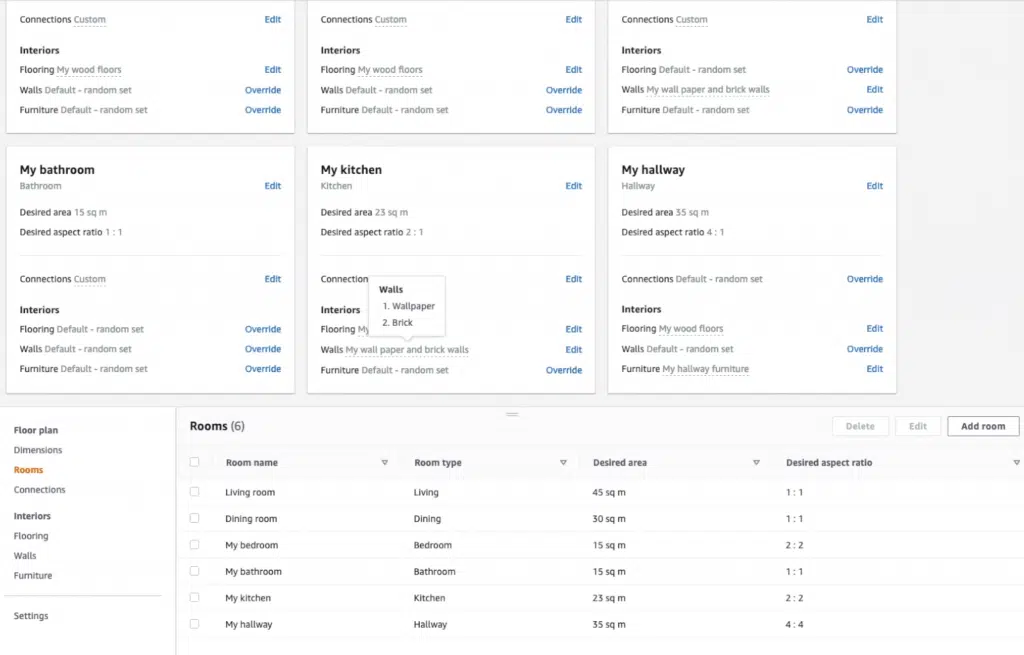 Connections Custom Edit
Interiors
Flooring My wood floors Edit
Walls Default - random set Override
Furniture Default - random set Override
Connections Custom Edit
Interiors
Flooring My wood floors Edit
Walls Default - random set Override
Furniture Default - random set Override
Connections Custom Edit
Interiors
Flooring Default - random set Override
Walls My wall paper and brick walls Edit
Furniture Default - random set Override
My bathroom
Bathroom Edit
Desired area 15 sq m
Desired aspect ratio 1 : 1
Connections Custom Edit
Interiors
Flooring Default - random set Override
Walls Default - random set Override
Furniture Default - random set Override
My kitchen
Kitchen Edit
Desired area 23 sq m
Desired aspect ratio 2 : 1
Connection Edit
Walls
1. Wallpaper
2. Brick
Interiors
Flooring My Edit
Walls My wall paper and brick walls Edit
Furniture Default - random set Override
My hallway
Hallway Edit
Desired area 35 sq m
Desired aspect ratio 4 : 1
Connections Default - random set Override
Interiors
Flooring My wood floors Edit
Walls Default - random set Override
Furniture My hallway furniture Edit
Floor plan
Dimensions
Rooms
Connections
Interiors
Flooring
Walls
Furniture
Settings
Rooms (6) Delete Edit Add room
Room name Room type Desired area Desired aspect ratio
Living room Living 45 sq m 1 : 1
Dining room Dining 30 sq m 1 : 1
My bedroom Bedroom 15 sq m 2 : 2
My bathroom Bathroom 15 sq m 1 : 1
My kitchen Kitchen 23 sq m 2 : 2
My hallway Hallway 35 sq m 4 : 4